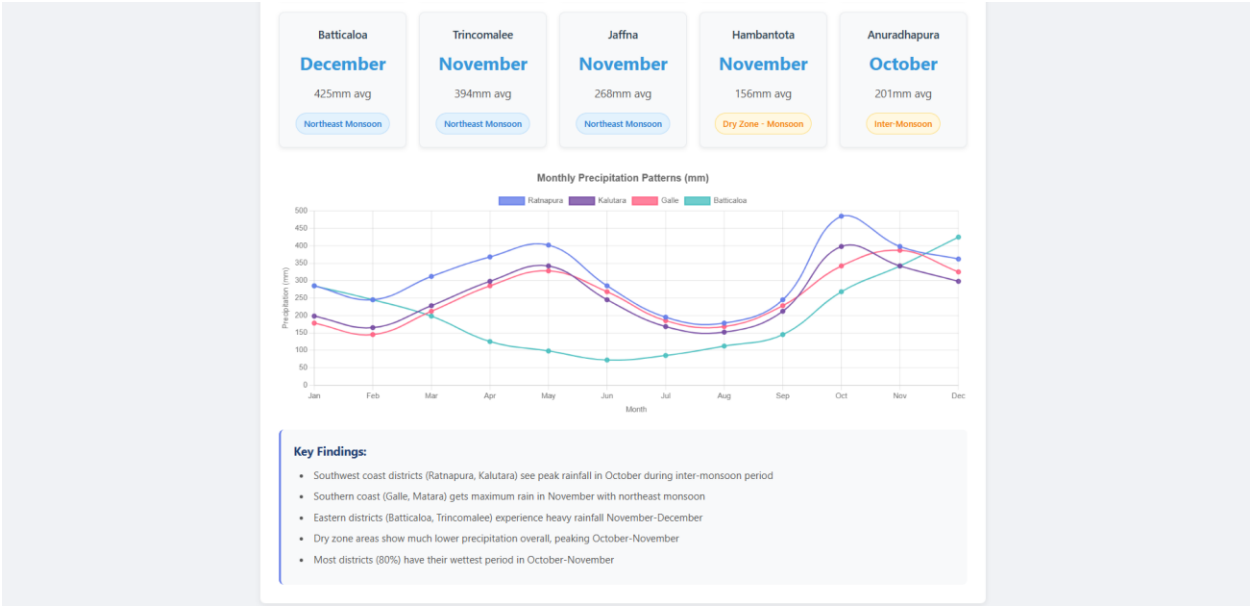 Batticaloa
December
425mm avg
Northeast Monsoon
Trincomalee
November
394mm avg
Northeast Monsoon
Jaffna
November
268mm avg
Northeast Monsoon
Hambantota
November
156mm avg
Dry Zone - Monsoon
Anuradhapura
October
201mm avg
Inter-Monsoon
Monthly Precipitation Patterns (mm)
Ratnapura Kalutara Galle Batticaloa
Precipitation (mm)
500
450
400
350
300
250
200
150
100
50
0
Jan Feb Mar Apr May Jun Jul Aug Sep Oct Nov Dec
Month
Key Findings:
• Southwest coast districts (Ratnapura, Kalutara) see peak rainfall in October during inter-monsoon period
• Southern coast (Galle, Matara) gets maximum rain in November with northeast monsoon
• Eastern districts (Batticaloa, Trincomalee) experience heavy rainfall November-December
• Dry zone areas show much lower precipitation overall, peaking October-November
• Most districts (80%) have their wettest period in October-November